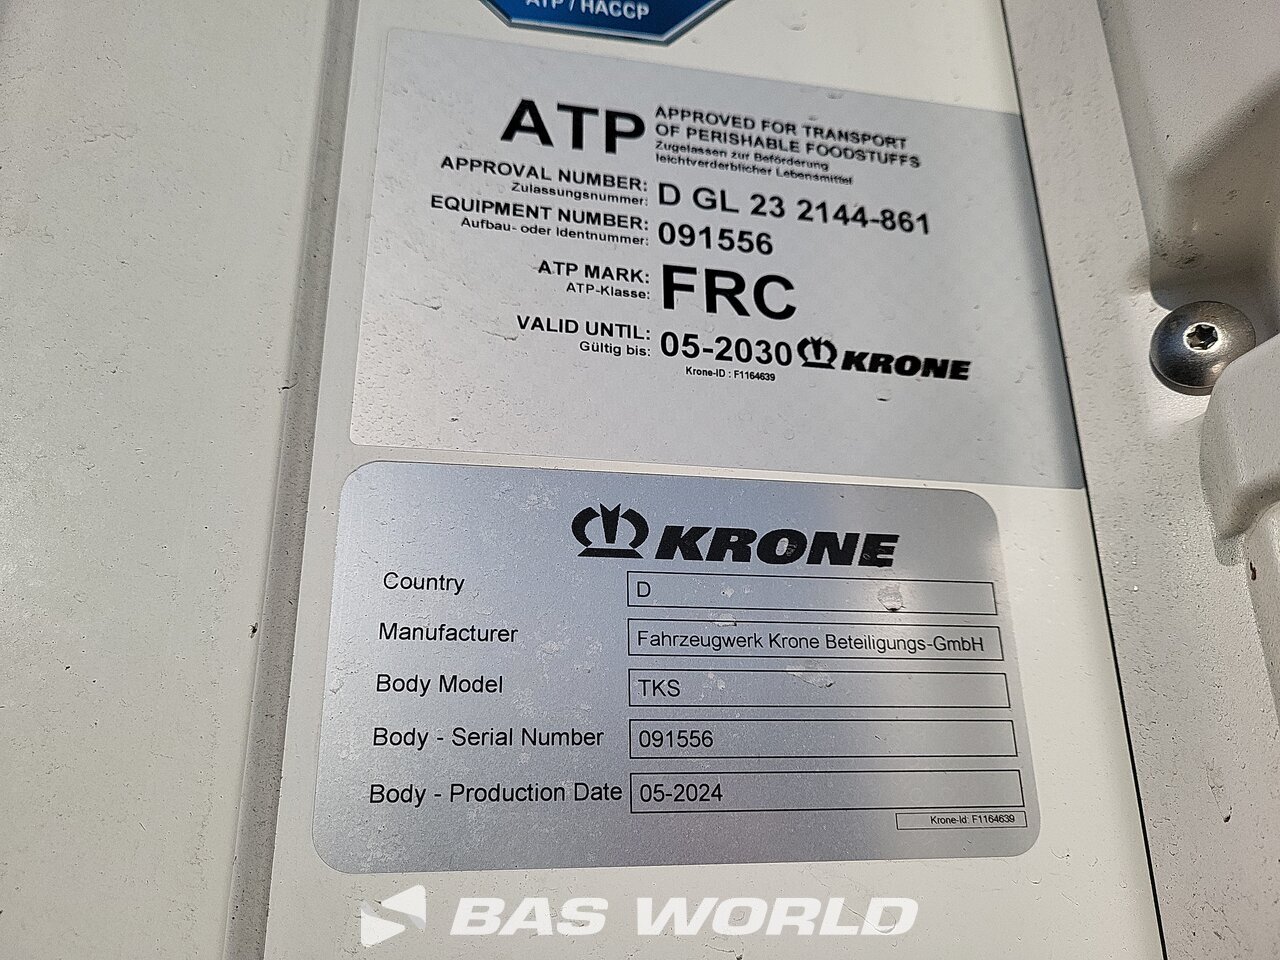 ATP / HACCP
ATP
APPROVED FOR TRANSPORT
OF PERISHABLE FOODSTUFFS
Zugelassen zur Beförderung
leichtverderblicher Lebensmittel
APPROVAL NUMBER: D GL 23 2144-861
Zulassungsnummer:
EQUIPMENT NUMBER: 091556
Aufbau- oder Identnummer:
ATP MARK: FRC
ATP-Klasse:
VALID UNTIL: 05-2030 KRONE
Gültig bis:
Krone-ID : F1164639
KRONE
Country D
Manufacturer Fahrzeugwerk Krone Beteiligungs-GmbH
Body Model TKS
Body - Serial Number 091556
Body - Production Date 05-2024
Krone-Id: F1164639
BAS WORLD